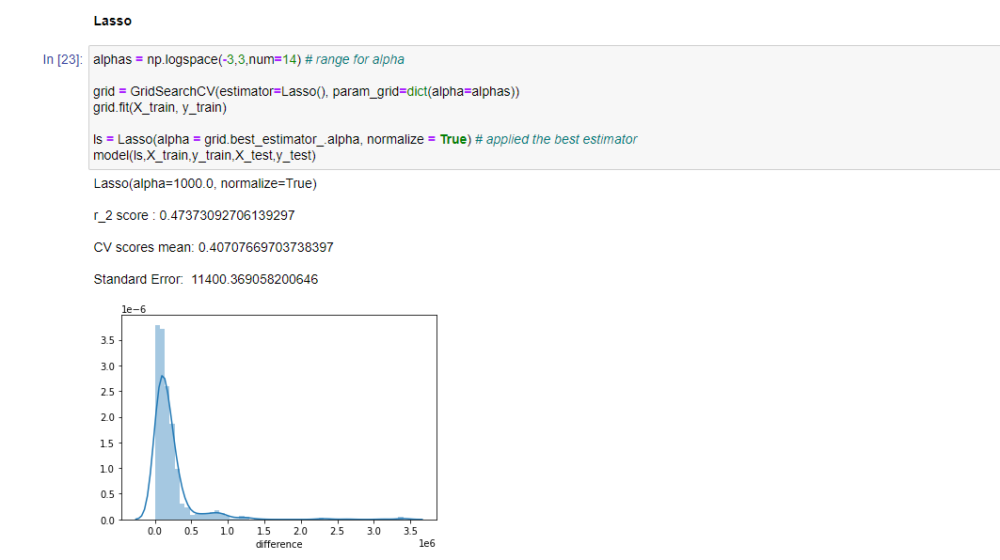 Lasso
In [23]:
alphas = np.logspace(-3,3,num=14) # range for alpha
grid = GridSearchCV(estimator=Lasso(), param_grid=dict(alpha=alphas))
grid.fit(X_train, y_train)
ls = Lasso(alpha = grid.best_estimator_.alpha, normalize = True) # applied the best estimator
model(ls,X_train,y_train,X_test,y_test)
Lasso(alpha=1000.0, normalize=True)
r_2 score : 0.47373092706139297
CV scores mean: 0.40707669703738397
Standard Error:  11400.369058200646
1e−6
3.5
3.0
2.5
2.0
1.5
1.0
0.5
0.0
0.0 0.5 1.0 1.5 2.0 2.5 3.0 3.5
difference
1e6